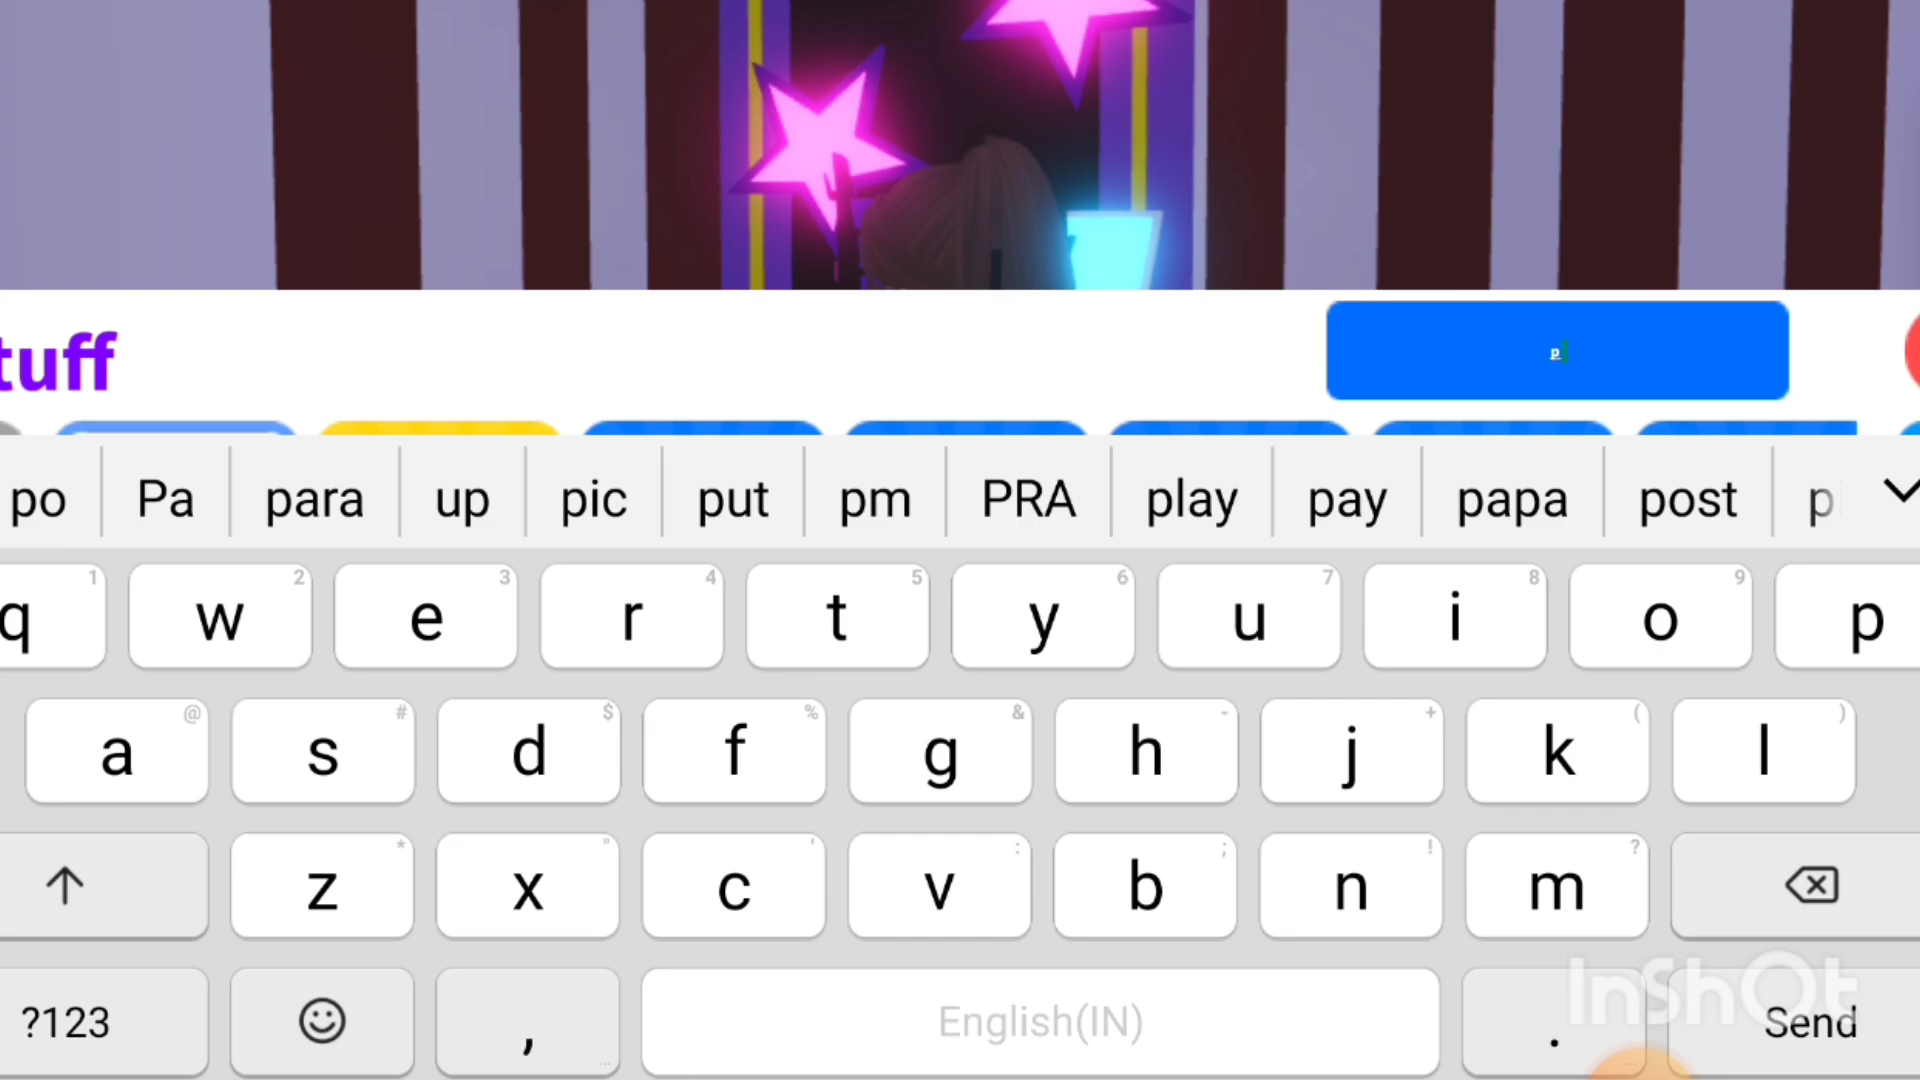 tuff
p
po Pa para up pic put pm PRA play pay papa post p
1 2 3 4 5 6 7 8 9
q w e r t y u i o p
@ # $ % & - + ( )
a s d f g h j k l
* " ' : ; ! ?
z x c v b n m
?123 , English(IN) . Send
InShOt